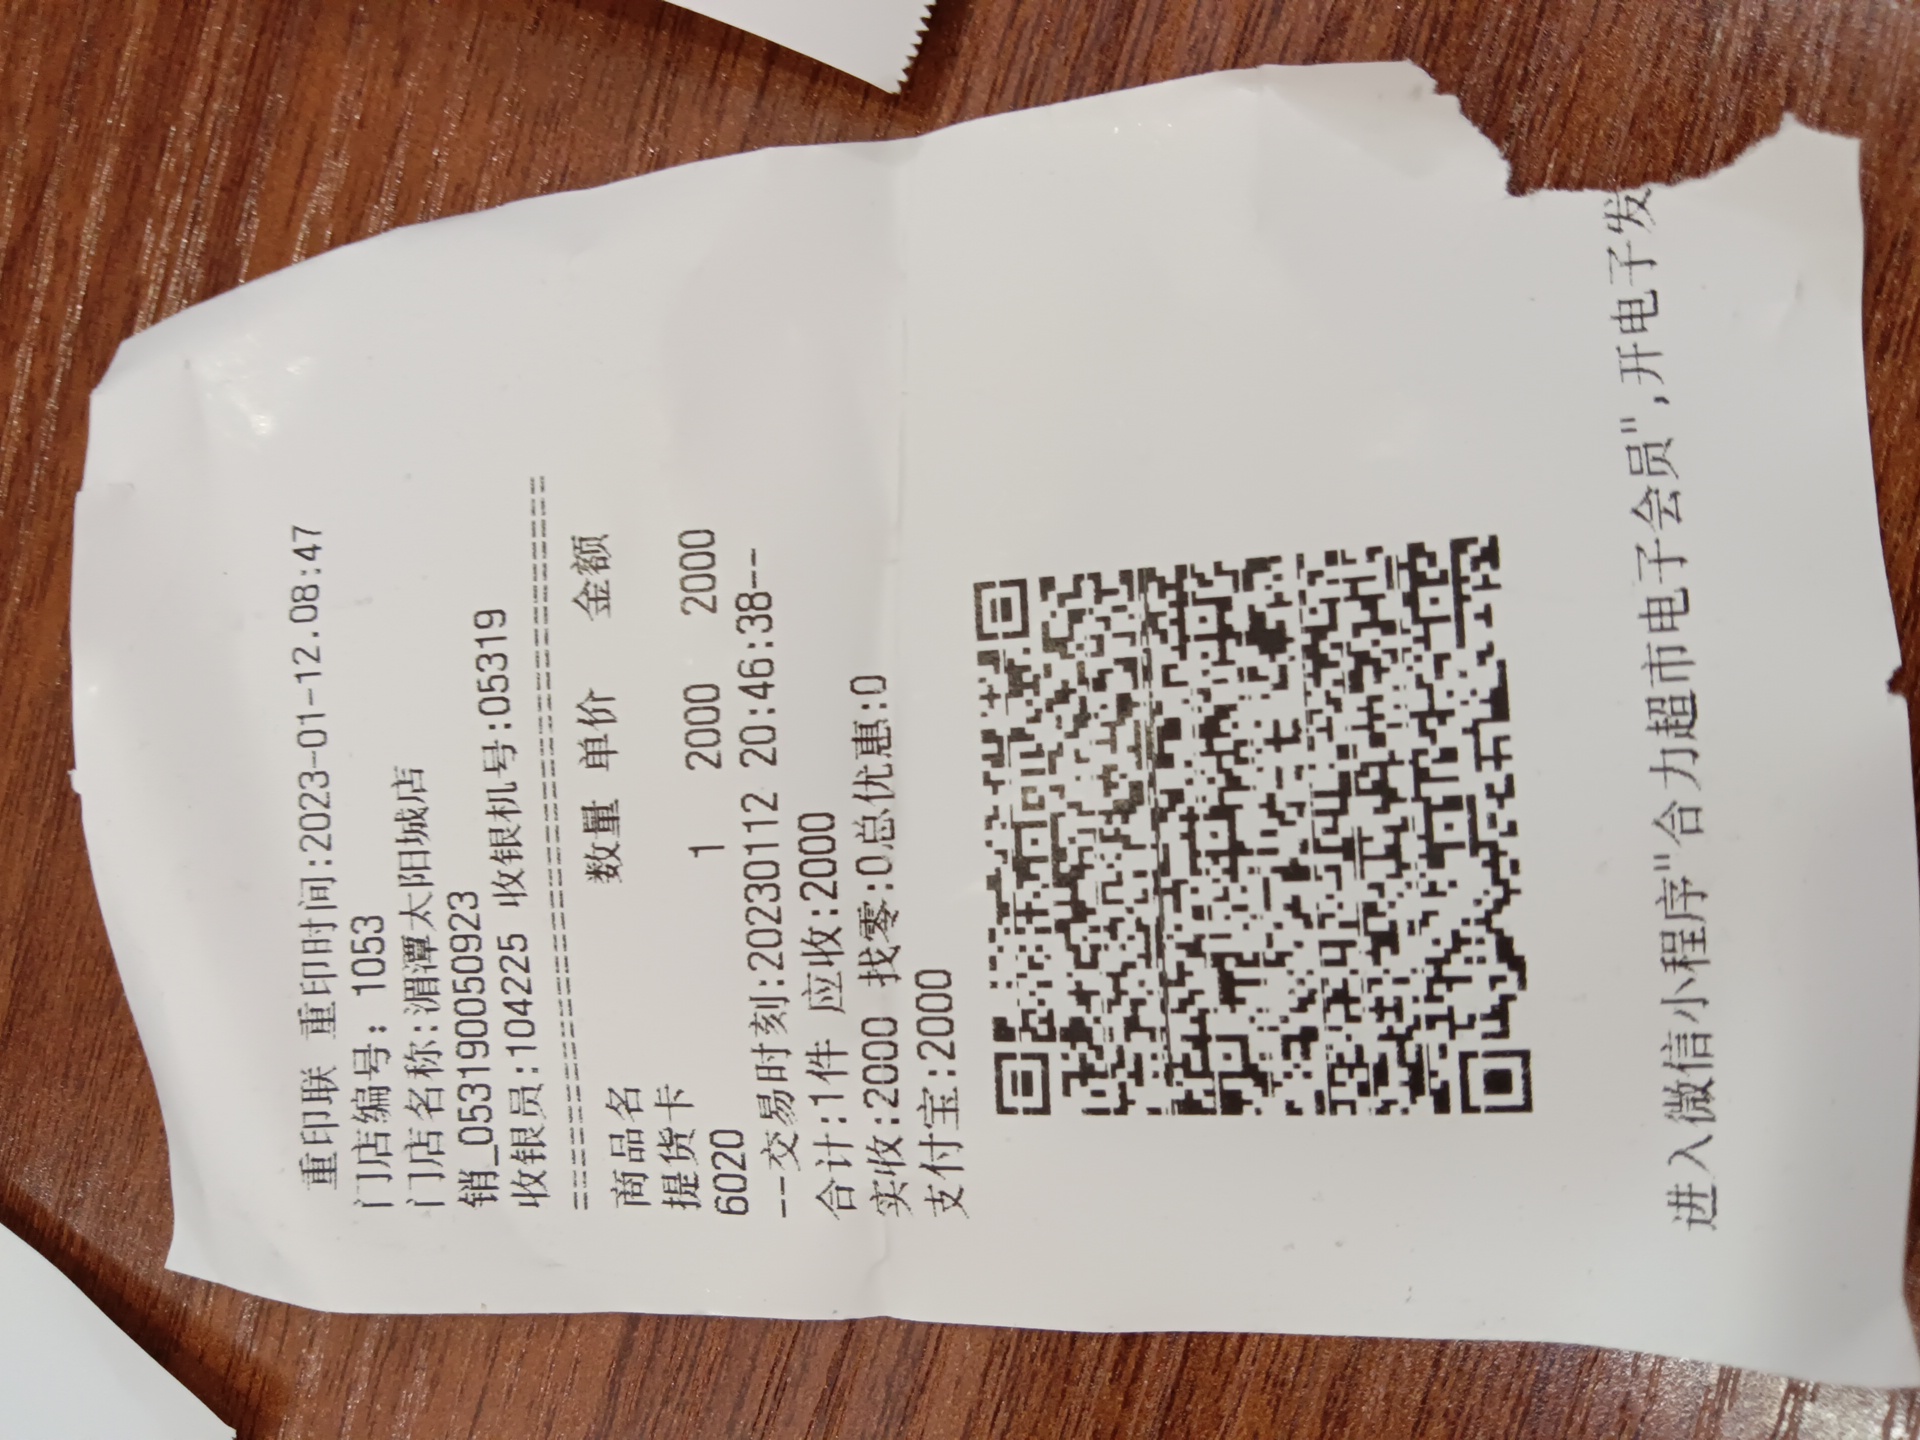 重印联 重印时间:2023-01-12.08:47
门店编号: 1053
门店名称:湄潭太阳城店
销_0531900050923
收银员:104225 收银机号:05319
========================================
商品名 数量 单价 金额
提货卡
6020 1 2000 2000
--交易时刻:20230112 20:46:38--
合计:1件 应收:2000
实收:2000 找零:0总优惠:0
支付宝:2000
进入微信小程序"合力超市电子会员",开电子发